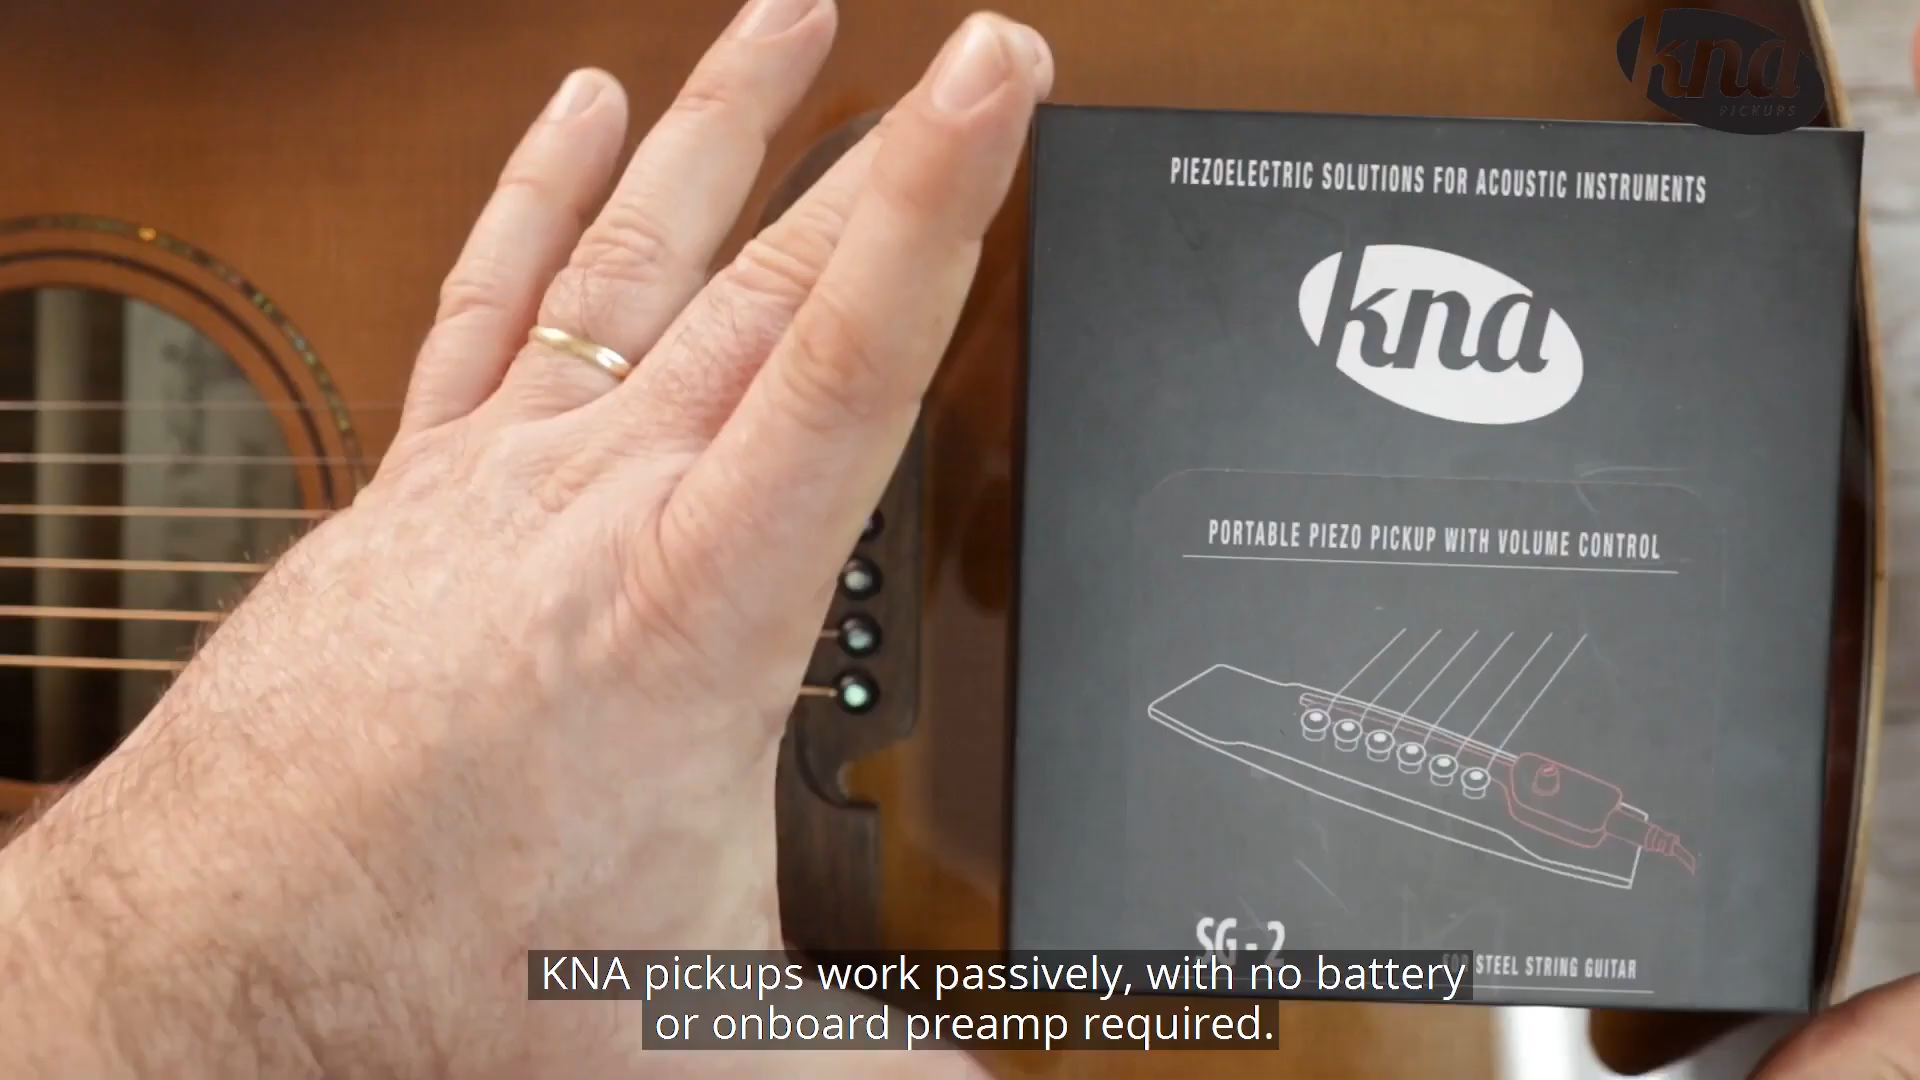 kna
PICKUPS
PIEZOELECTRIC SOLUTIONS FOR ACOUSTIC INSTRUMENTS
kna
PORTABLE PIEZO PICKUP WITH VOLUME CONTROL
SG-2
FOR STEEL STRING GUITAR
KNA pickups work passively, with no battery
or onboard preamp required.